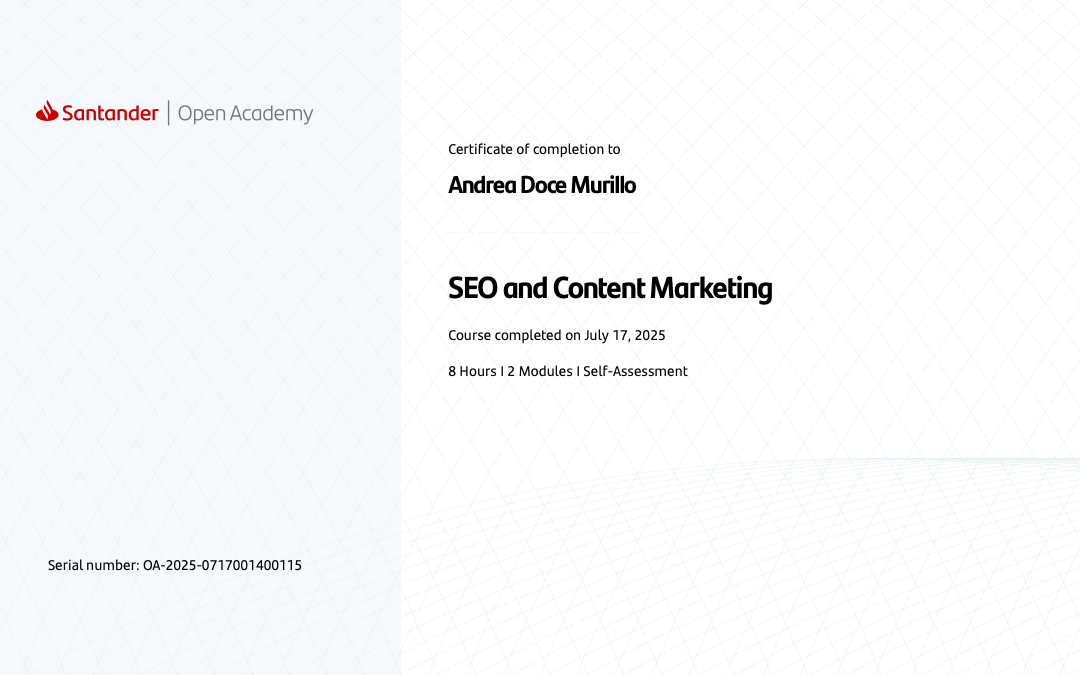 Santander | Open Academy
Certificate of completion to
Andrea Doce Murillo
SEO and Content Marketing
Course completed on July 17, 2025
8 Hours I 2 Modules I Self-Assessment
Serial number: OA-2025-0717001400115